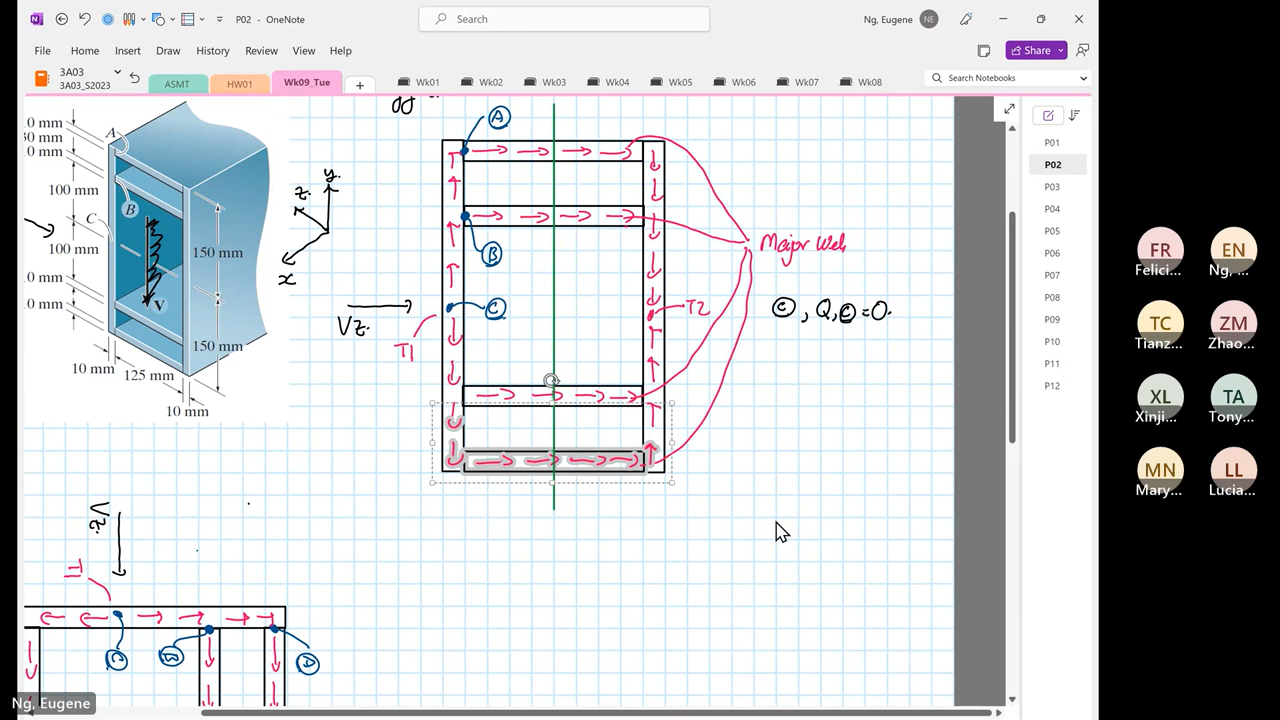 P02 - OneNote
Search
Ng, Eugene
NE
File
Home
Insert
Draw
History
Review
View
Help
Share
3A03
3A03_S2023
ASMT
HW01
Wk09_Tue
Wk01
Wk02
Wk03
Wk04
Wk05
Wk06
Wk07
Wk08
Search Notebooks
0 mm
0 mm
0 mm
100 mm
100 mm
0 mm
0 mm
A
B
C
V
150 mm
150 mm
10 mm
125 mm
10 mm
y.
z.
x
Vz.
A
B
C
T1
T2
Major Web
C, Q,C=0.
Vz
T1
C
B
P01
P02
P03
P04
P05
P06
P07
P08
P09
P10
P11
P12
FR
Felici...
EN
Ng, ...
TC
Tianz...
ZM
Zhao...
XL
Xinji...
TA
Tony...
MN
Mary...
LL
Lucia...
Ng, Eugene